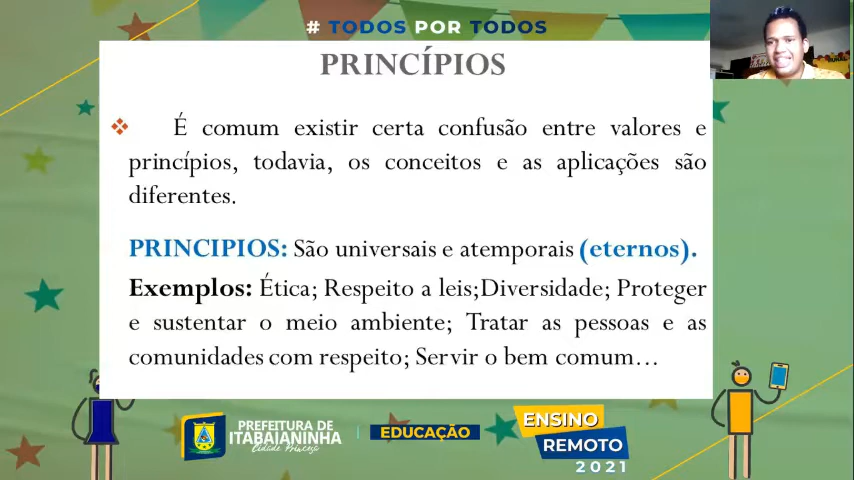 # TODOS POR TODOS
PRINCÍPIOS
É comum existir certa confusão entre valores e
princípios, todavia, os conceitos e as aplicações são
diferentes.
PRINCIPIOS: São universais e atemporais (eternos).
Exemplos: Ética; Respeito a leis;Diversidade; Proteger
e sustentar o meio ambiente; Tratar as pessoas e as
comunidades com respeito; Servir o bem comum...
PREFEITURA DE
ITABAIANINHA
Cidade Princesa
EDUCAÇÃO
ENSINO
REMOTO
2021